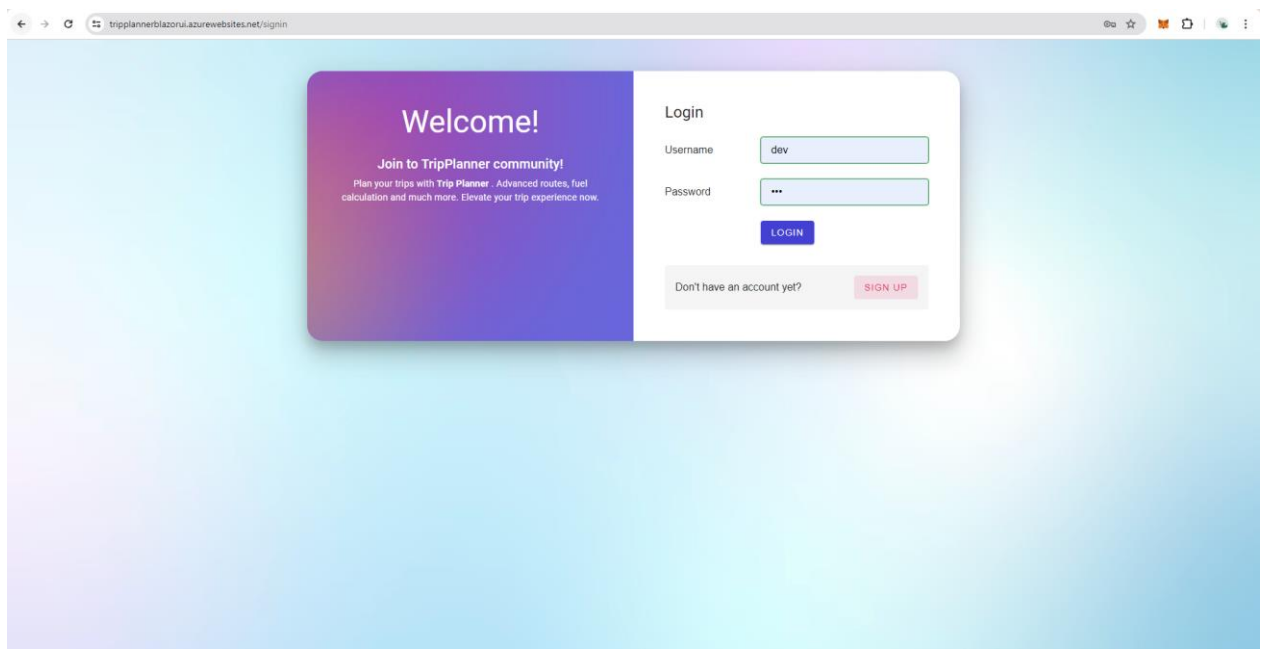 tripplannerblazorui.azurewebsites.net/signin
Welcome!
Join to TripPlanner community!
Plan your trips with Trip Planner . Advanced routes, fuel
calculation and much more. Elevate your trip experience now.
Login
Username
dev
Password
•••
LOGIN
Don't have an account yet?
SIGN UP